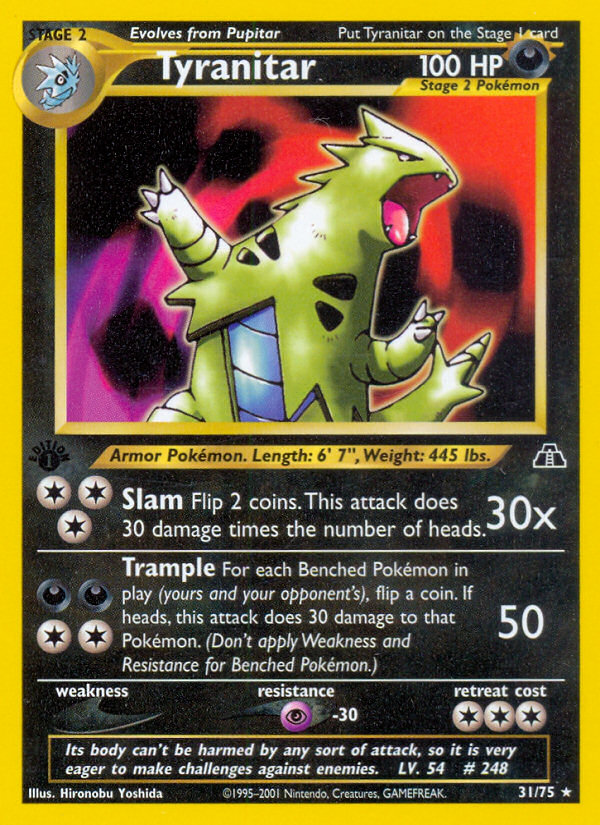 STAGE 2 Evolves from Pupitar Put Tyranitar on the Stage 1 card
Tyranitar 100 HP
Stage 2 Pokémon
EDITION
1
Armor Pokémon. Length: 6' 7", Weight: 445 lbs.
Slam Flip 2 coins. This attack does
30 damage times the number of heads. 30x
Trample For each Benched Pokémon in
play (yours and your opponent's), flip a coin. If
heads, this attack does 30 damage to that
Pokémon. (Don't apply Weakness and
Resistance for Benched Pokémon.)
50
weakness resistance retreat cost
-30
Its body can't be harmed by any sort of attack, so it is very
eager to make challenges against enemies. LV. 54 # 248
Illus. Hironobu Yoshida ©1995-2001 Nintendo, Creatures, GAMEFREAK. 31/75 ★